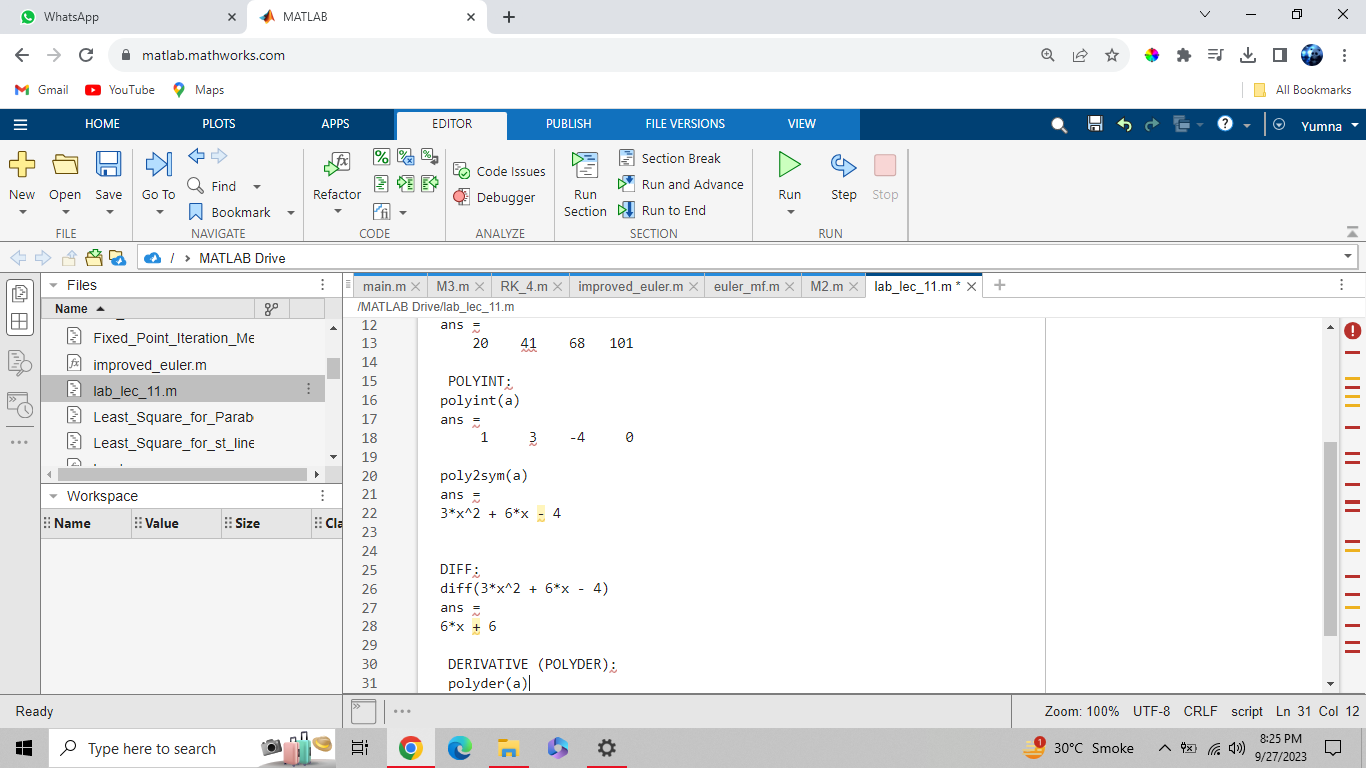 WhatsApp
MATLAB
matlab.mathworks.com
Gmail YouTube Maps All Bookmarks
HOME PLOTS APPS EDITOR PUBLISH FILE VERSIONS VIEW Yumna
New Open Save Go To Find Bookmark Refactor Code Issues Debugger Run Section Section Break Run and Advance Run to End Run Step Stop
FILE NAVIGATE CODE ANALYZE SECTION RUN
/ › MATLAB Drive
Files
Name
Fixed_Point_Iteration_Me
improved_euler.m
lab_lec_11.m
Least_Square_for_Parab
Least_Square_for_st_line
Workspace
Name Value Size Cla
main.m M3.m RK_4.m improved_euler.m euler_mf.m M2.m lab_lec_11.m *
/MATLAB Drive/lab_lec_11.m
12 ans =
13 20 41 68 101
14
15 POLYINT:
16 polyint(a)
17 ans =
18 1 3 -4 0
19
20 poly2sym(a)
21 ans =
22 3*x^2 + 6*x - 4
23
24
25 DIFF:
26 diff(3*x^2 + 6*x - 4)
27 ans =
28 6*x + 6
29
30 DERIVATIVE (POLYDER):
31 polyder(a)
Ready
Zoom: 100% UTF-8 CRLF script Ln 31 Col 12
Type here to search
1
30°C Smoke
8:25 PM
9/27/2023